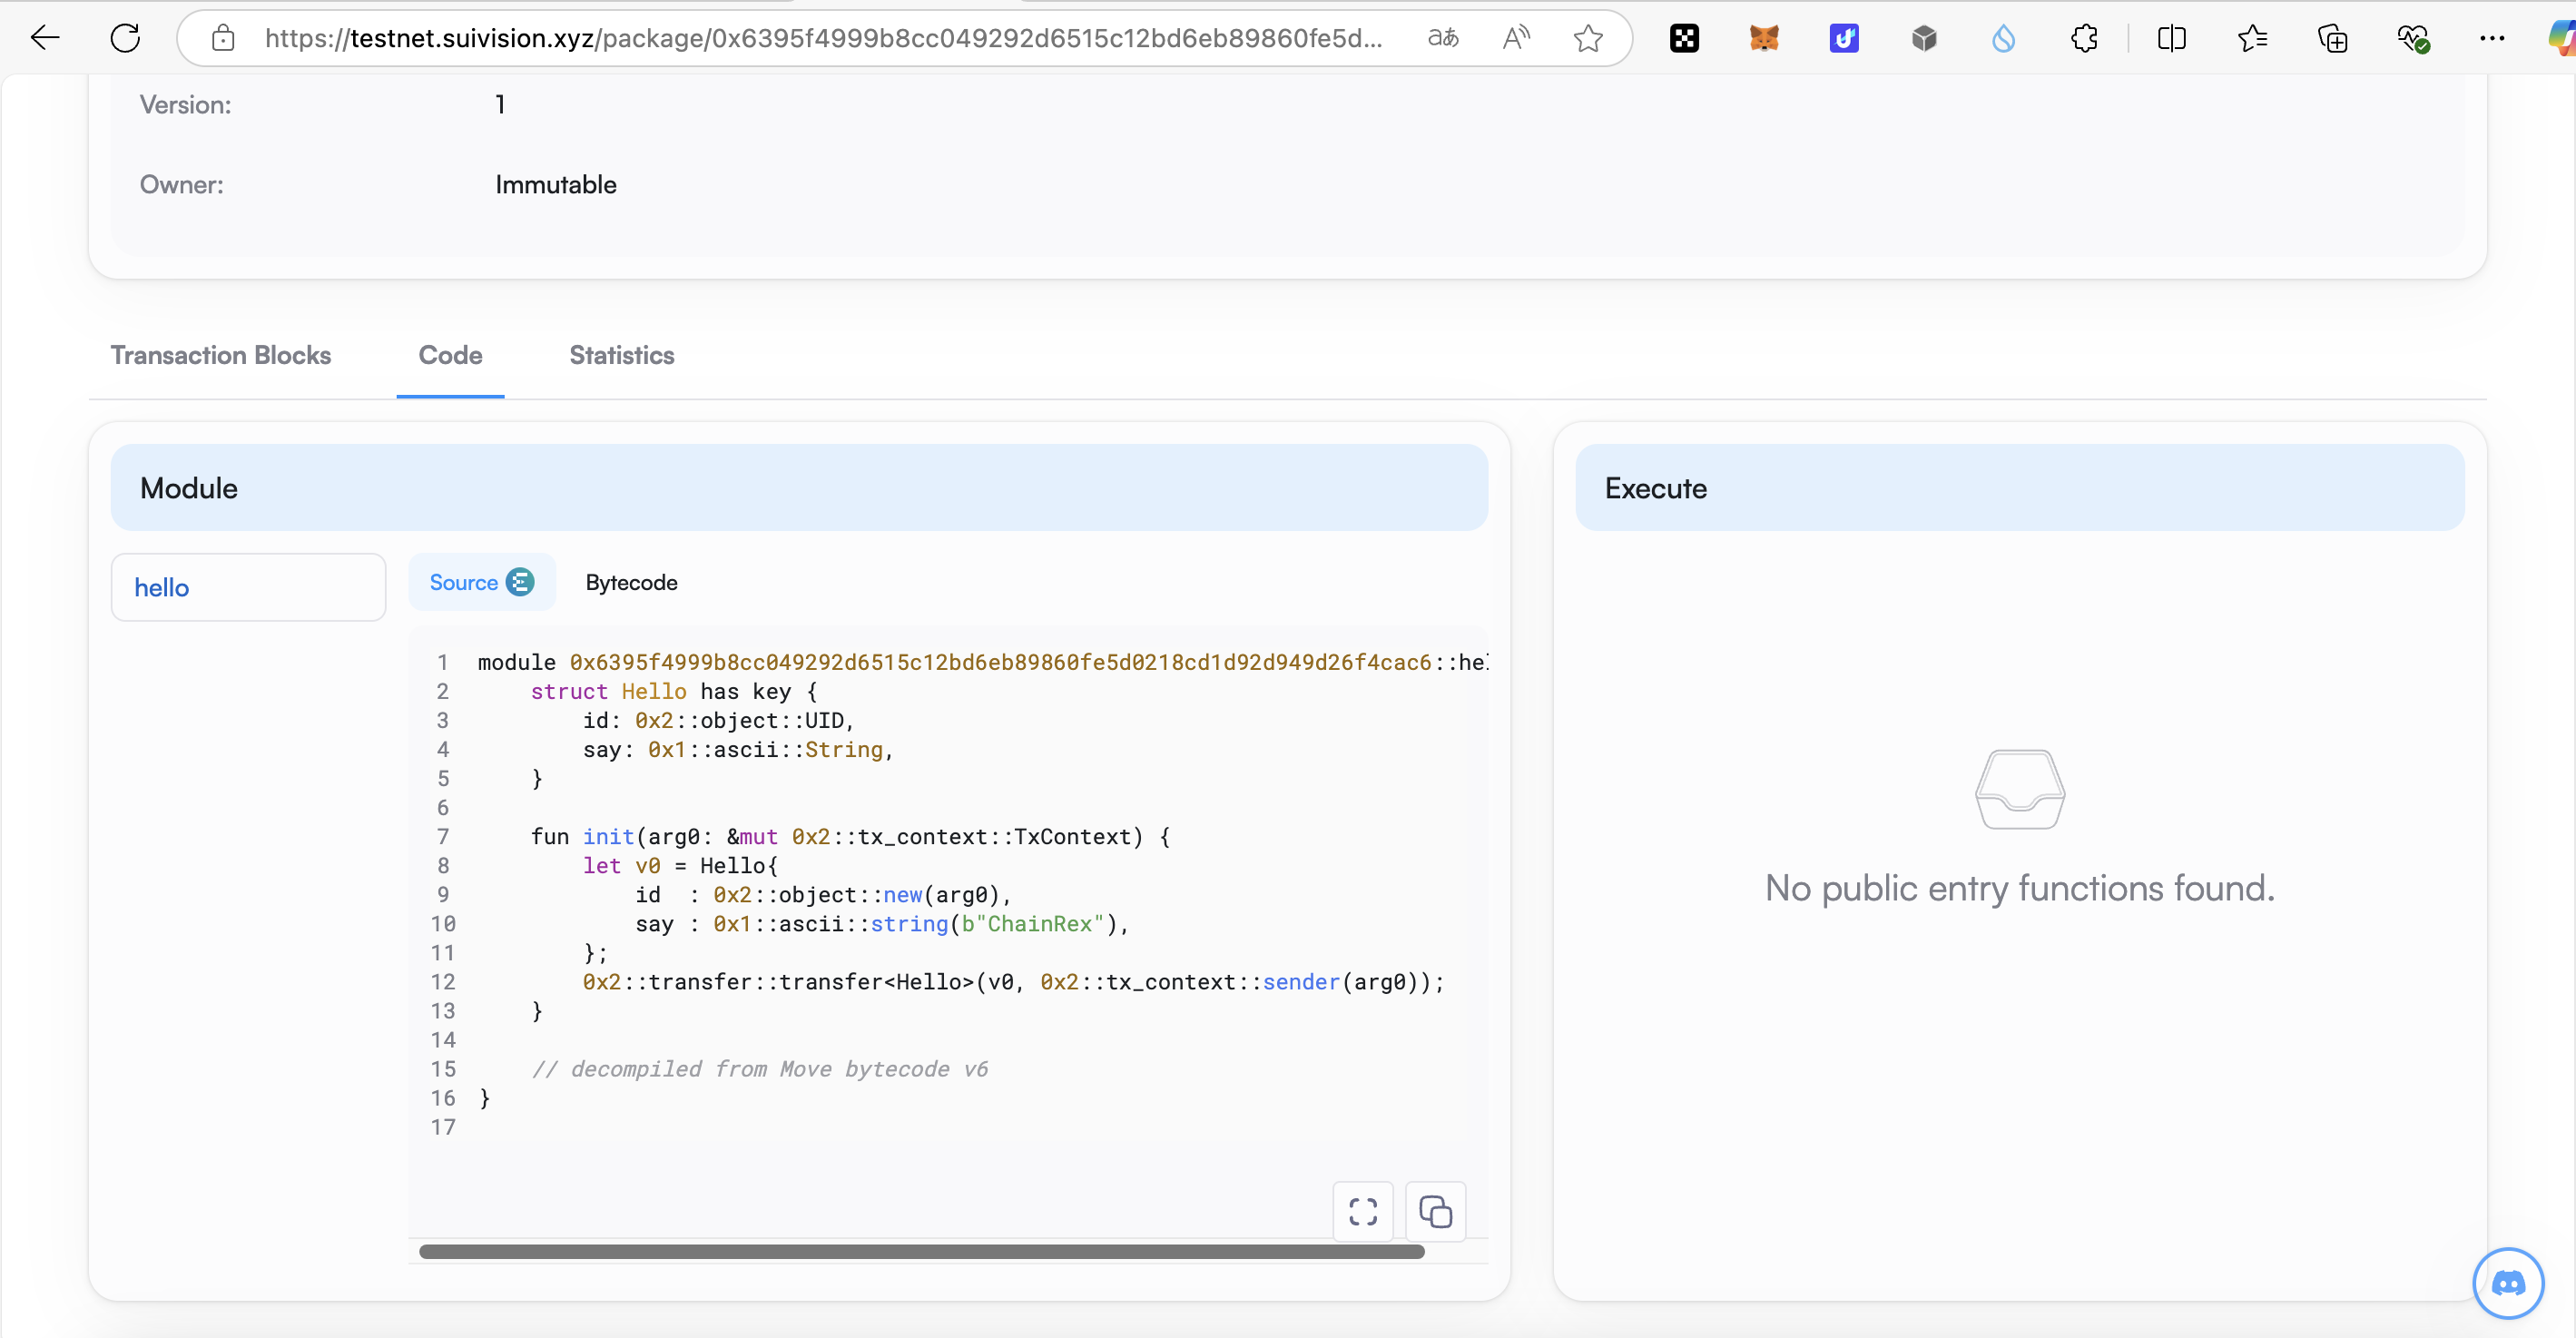 https://testnet.suivision.xyz/package/0x6395f4999b8cc049292d6515c12bd6eb89860fe5d...
Version: 1
Owner: Immutable
Transaction Blocks Code Statistics
Module
Execute
hello
Source Bytecode
1 module 0x6395f4999b8cc049292d6515c12bd6eb89860fe5d0218cd1d92d949d26f4cac6::hel
2 struct Hello has key {
3 id: 0x2::object::UID,
4 say: 0x1::ascii::String,
5 }
6
7 fun init(arg0: &mut 0x2::tx_context::TxContext) {
8 let v0 = Hello{
9 id  : 0x2::object::new(arg0),
10 say : 0x1::ascii::string(b"ChainRex"),
11 };
12 0x2::transfer::transfer<Hello>(v0, 0x2::tx_context::sender(arg0));
13 }
14
15 // decompiled from Move bytecode v6
16 }
17
No public entry functions found.